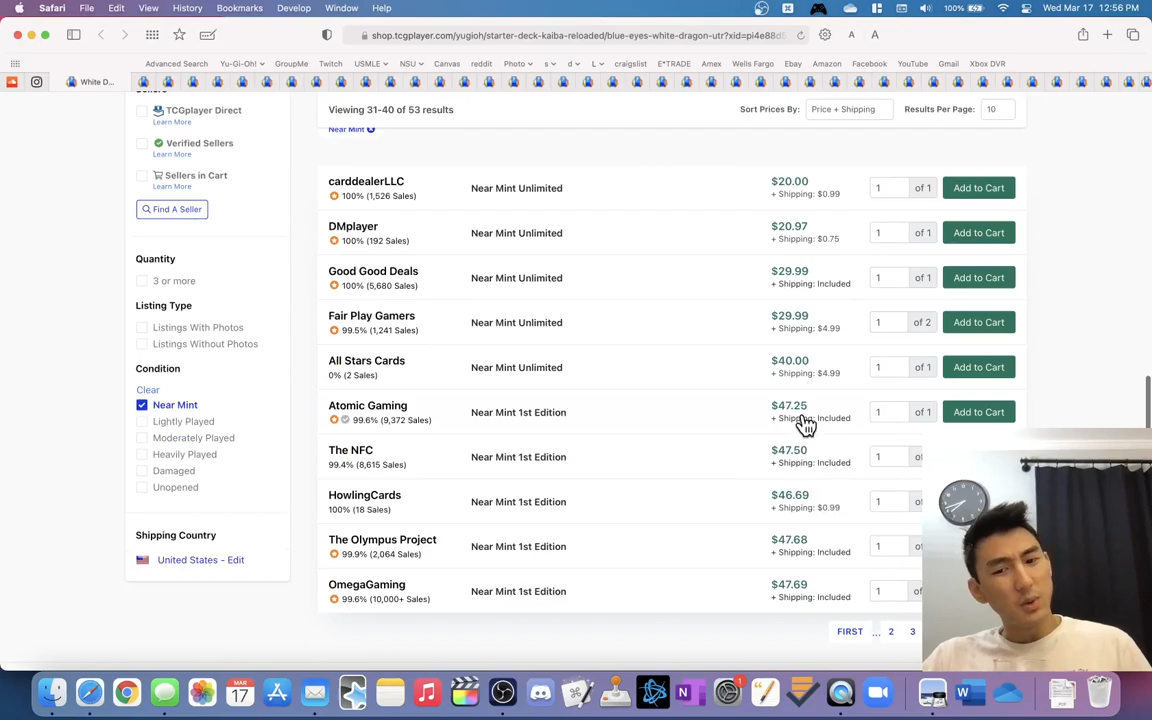 Safari File Edit View History Bookmarks Develop Window Help 100% Wed Mar 17 12:56 PM
shop.tcgplayer.com/yugioh/starter-deck-kaiba-reloaded/blue-eyes-white-dragon-utr?xid=pi4e88d5 A A
Advanced Search Yu-Gi-Oh! GroupMe Twitch USMLE NSU Canvas reddit Photo s d L craigslist E*TRADE Amex Wells Fargo Ebay Amazon Facebook YouTube Gmail Xbox DVR
White D...
Sellers
TCGplayer Direct
Learn More
Verified Sellers
Learn More
Sellers in Cart
Learn More
Find A Seller
Quantity
3 or more
Listing Type
Listings With Photos
Listings Without Photos
Condition
Clear
Near Mint
Lightly Played
Moderately Played
Heavily Played
Damaged
Unopened
Shipping Country
United States - Edit
Viewing 31-40 of 53 results Sort Prices By: Price + Shipping Results Per Page: 10
Near Mint
carddealerLLC
100% (1,526 Sales)
Near Mint Unlimited
$20.00
+ Shipping: $0.99
1 of 1 Add to Cart
DMplayer
100% (192 Sales)
Near Mint Unlimited
$20.97
+ Shipping: $0.75
1 of 1 Add to Cart
Good Good Deals
100% (5,680 Sales)
Near Mint Unlimited
$29.99
+ Shipping: Included
1 of 1 Add to Cart
Fair Play Gamers
99.5% (1,241 Sales)
Near Mint Unlimited
$29.99
+ Shipping: $4.99
1 of 2 Add to Cart
All Stars Cards
0% (2 Sales)
Near Mint Unlimited
$40.00
+ Shipping: $4.99
1 of 1 Add to Cart
Atomic Gaming
99.6% (9,372 Sales)
Near Mint 1st Edition
$47.25
+ Shipping: Included
1 of 1 Add to Cart
The NFC
99.4% (8,615 Sales)
Near Mint 1st Edition
$47.50
+ Shipping: Included
1 of
HowlingCards
100% (18 Sales)
Near Mint 1st Edition
$46.69
+ Shipping: $0.99
1 of
The Olympus Project
99.9% (2,064 Sales)
Near Mint 1st Edition
$47.68
+ Shipping: Included
1 of
OmegaGaming
99.6% (10,000+ Sales)
Near Mint 1st Edition
$47.69
+ Shipping: Included
1 of
FIRST ... 2 3
MAR
17
1
N
W